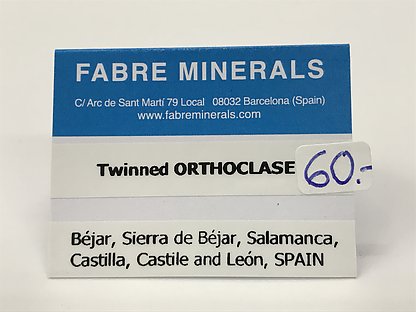 FABRE MINERALS
C/ Arc de Sant Martí 79 Local 08032 Barcelona (Spain)
www.fabreminerals.com
Twinned ORTHOCLASE 60.-
Béjar, Sierra de Béjar, Salamanca,
Castilla, Castile and León, SPAIN